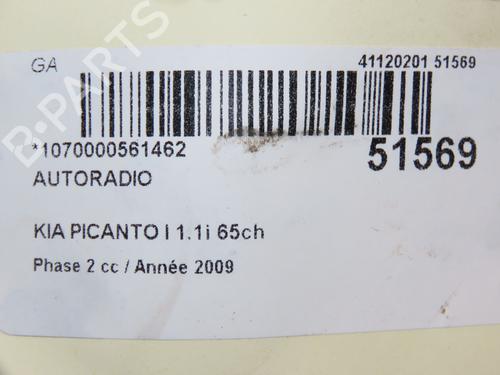 GA
41120201 51569
*1070000561462
51569
AUTORADIO
KIA PICANTO I 1.1i 65ch
Phase 2 cc / Année 2009
B-PARTS